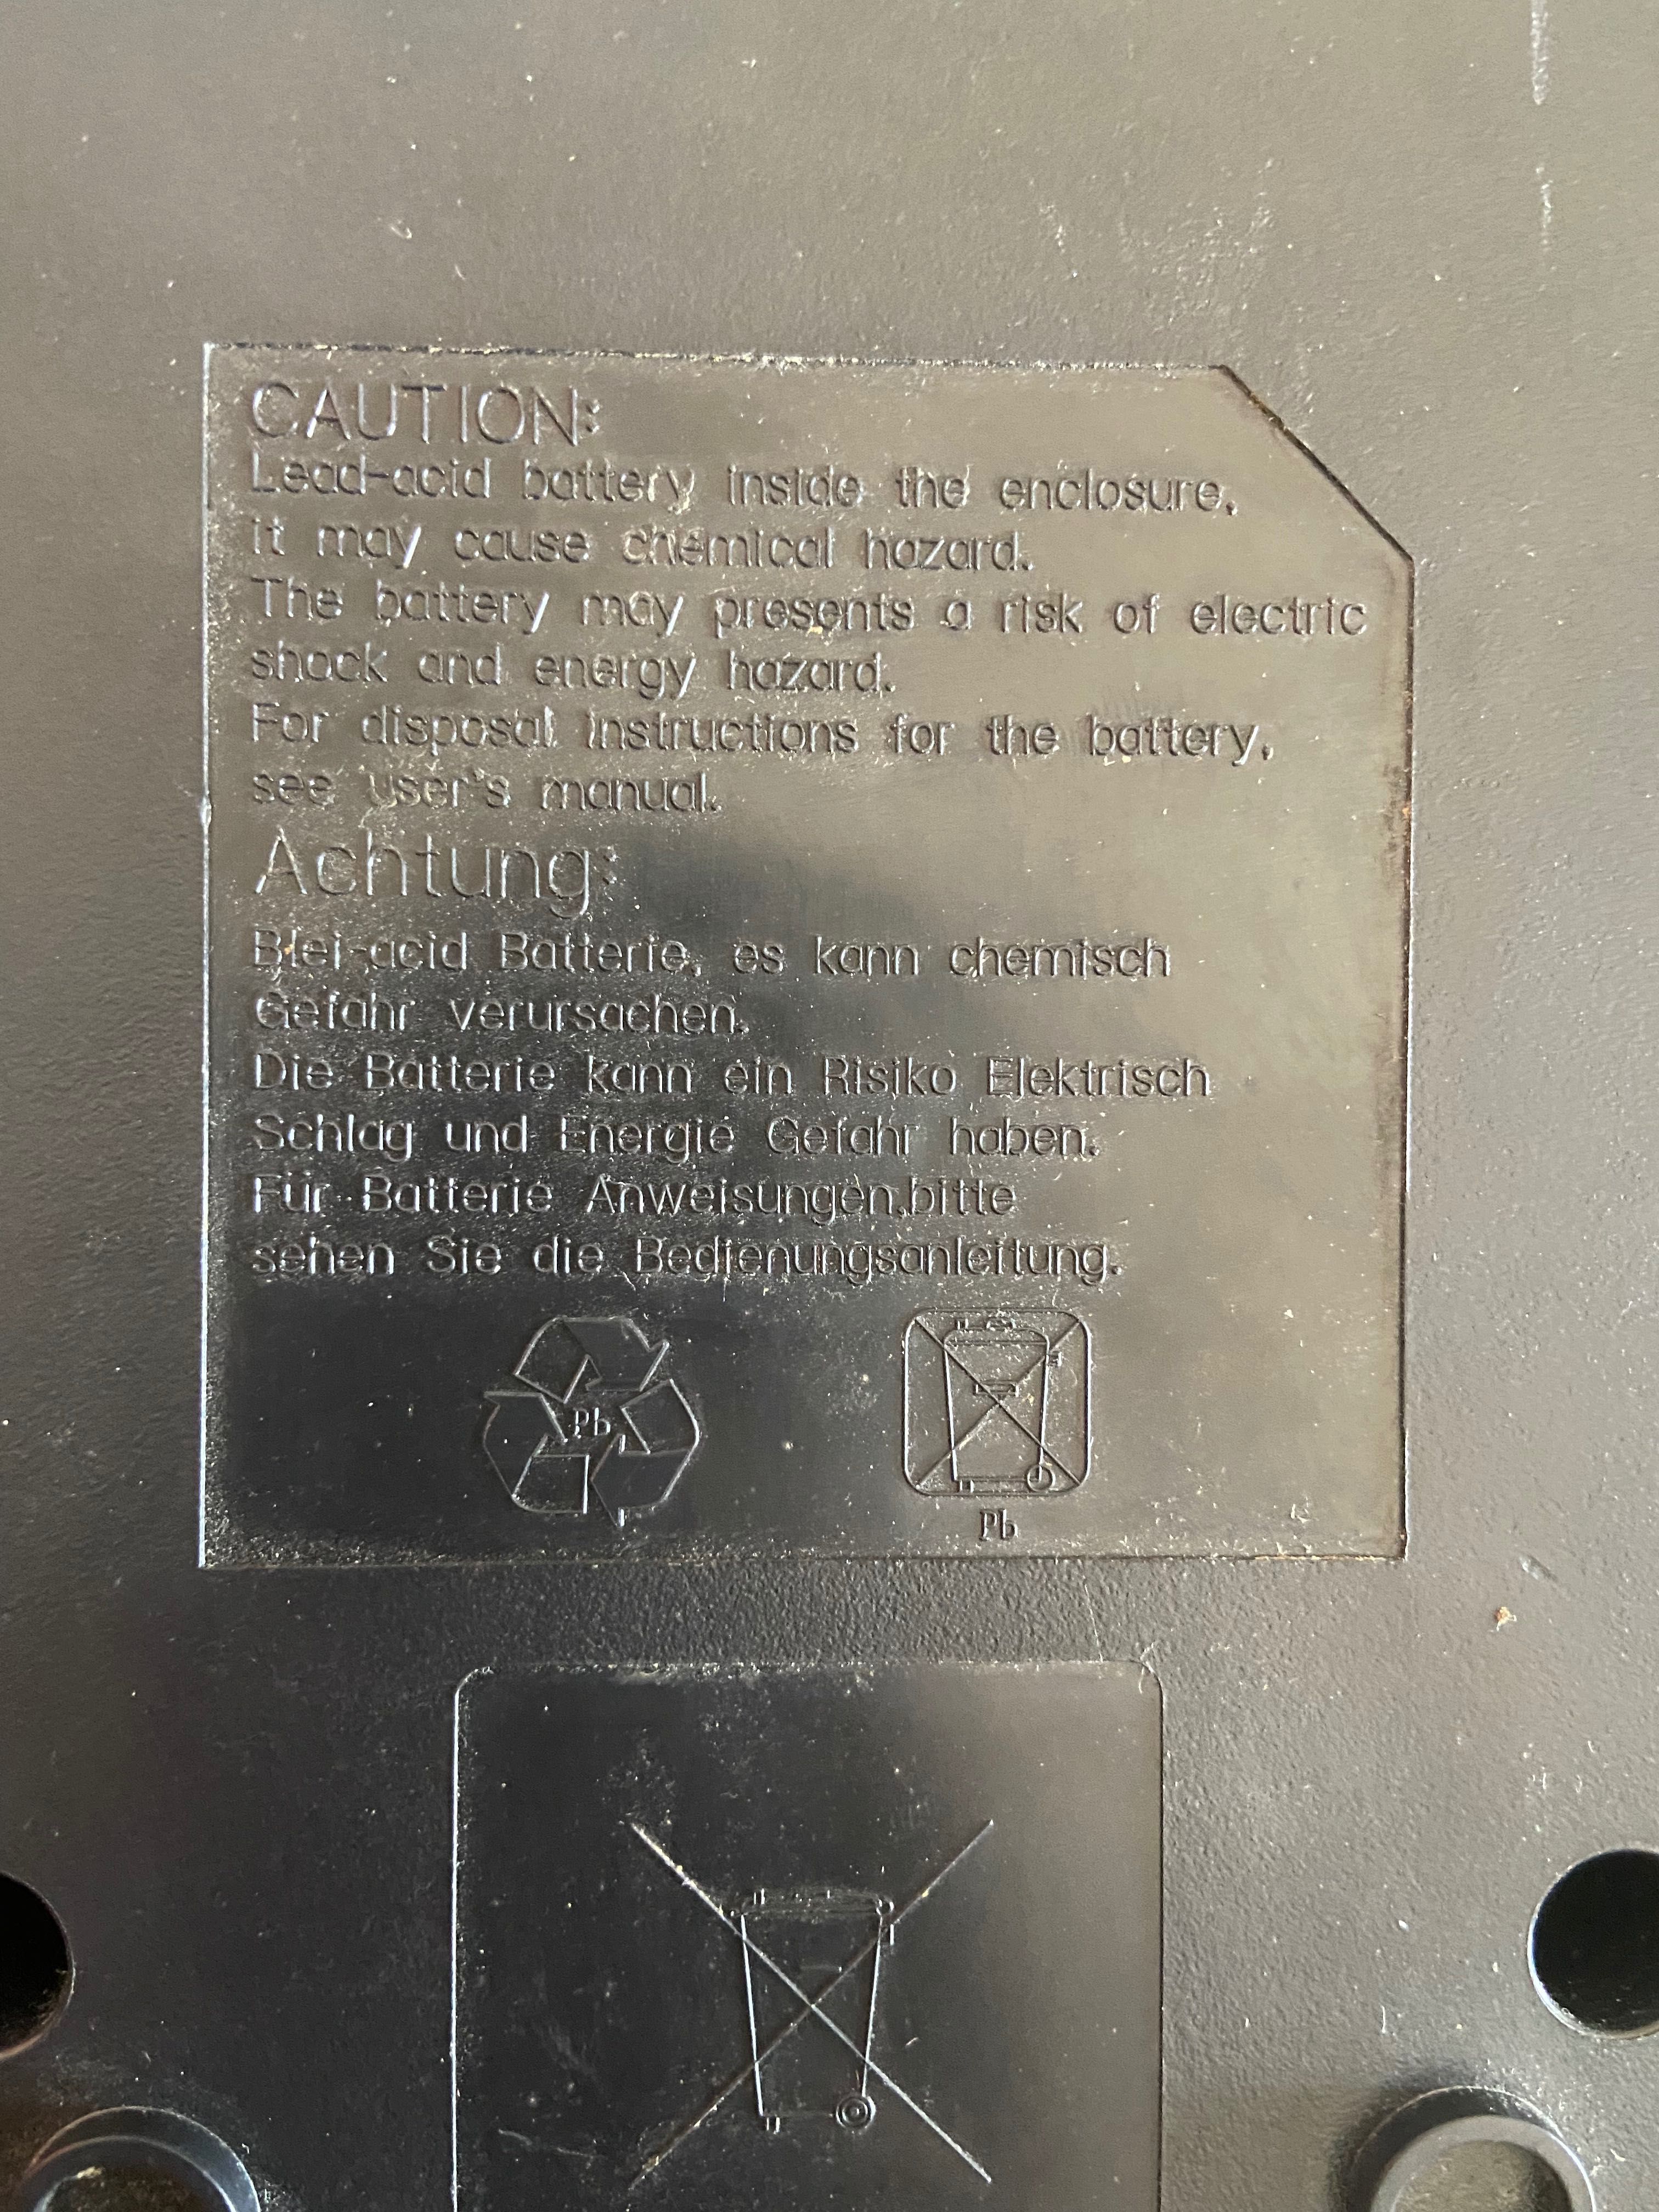 CAUTION:
Lead-acid battery inside the enclosure,
it may cause chemical hazard.
The battery may presents a risk of electric
shock and energy hazard.
For disposal instructions for the battery,
see user's manual.
Achtung:
Blei-acid Batterie, es kann chemisch
Gefahr verursachen.
Die Batterie kann ein Risiko Elektrisch
Schlag und Energie Gefahr haben.
Für Batterie Anweisungen,bitte
sehen Sie die Bedienungsanleitung.
Pb
Pb